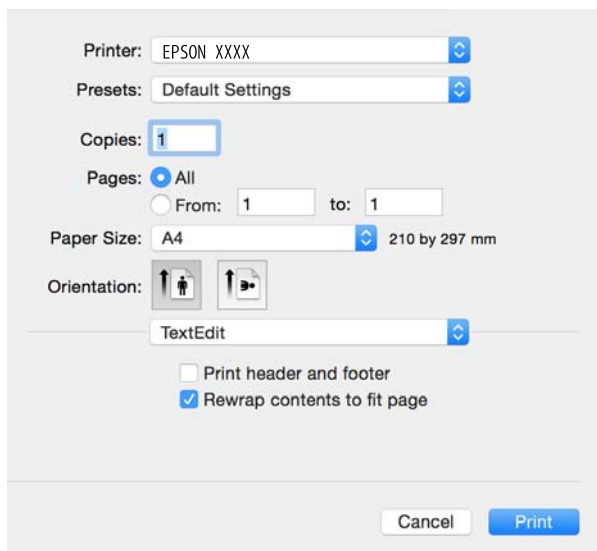 Printer: EPSON XXXX
Presets: Default Settings
Copies: 1
Pages: All
From: 1 to: 1
Paper Size: A4 210 by 297 mm
Orientation:
TextEdit
Print header and footer
Rewrap contents to fit page
Cancel Print